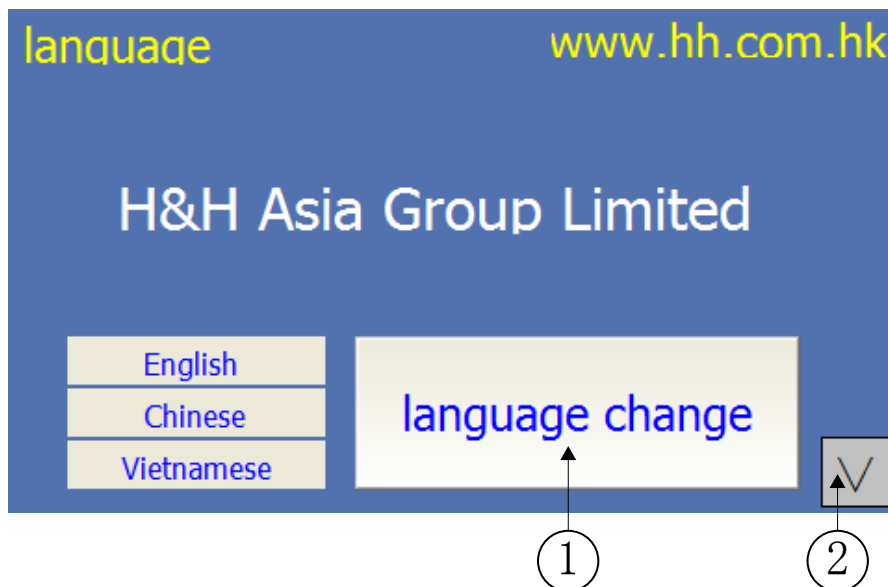 language
www.hh.com.hk
H&H Asia Group Limited
English
Chinese
Vietnamese
language change
V
1
2